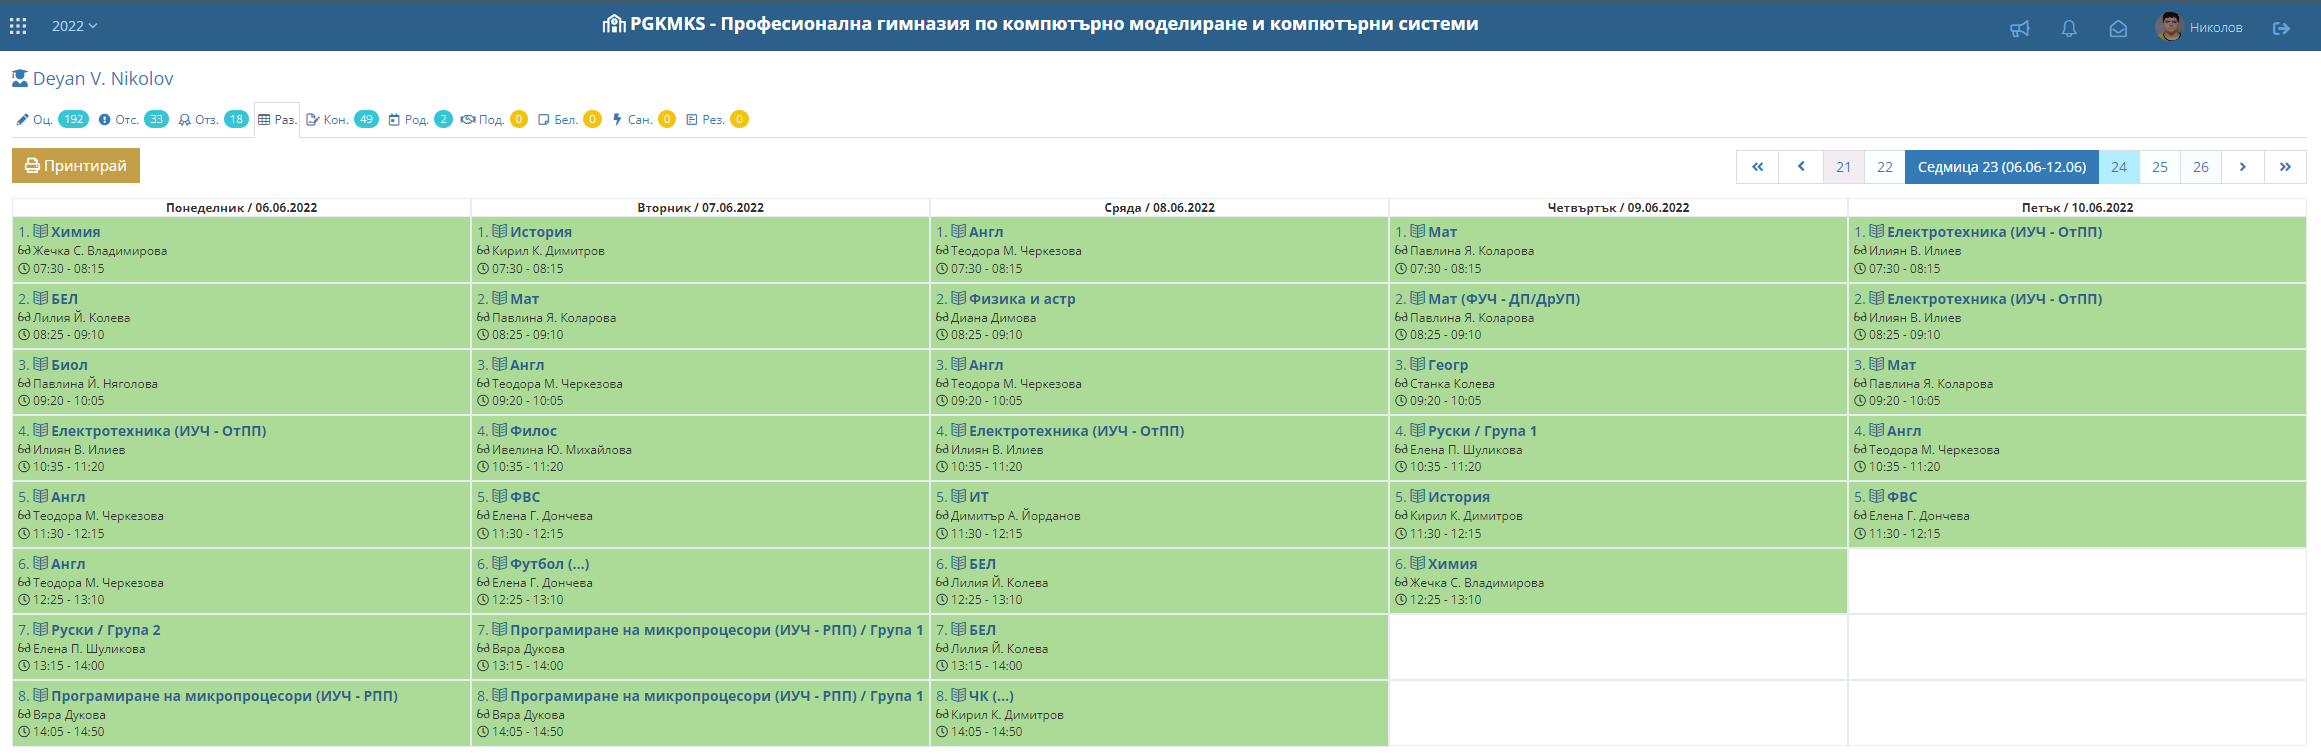 2022
PGKMKS - Професионална гимназия по компютърно моделиране и компютърни системи
Николов
Deyan V. Nikolov
Оц. 192 Отс. 33 Отз. 18 Раз. Кон. 49 Род. 2 Под. 0 Бел. 0 Сан. 0 Рез. 0
Принтирай
« ‹ 21 22 Седмица 23 (06.06-12.06) 24 25 26 › »
Понеделник / 06.06.2022
1. Химия
Жечка С. Владимирова
07:30 - 08:15
2. БЕЛ
Лилия Й. Колева
08:25 - 09:10
3. Биол
Павлина Й. Няголова
09:20 - 10:05
4. Електротехника (ИУЧ - ОтПП)
Илиян В. Илиев
10:35 - 11:20
5. Англ
Теодора М. Черкезова
11:30 - 12:15
6. Англ
Теодора М. Черкезова
12:25 - 13:10
7. Руски / Група 2
Елена П. Шуликова
13:15 - 14:00
8. Програмиране на микропроцесори (ИУЧ - РПП)
Вяра Дукова
14:05 - 14:50
Вторник / 07.06.2022
1. История
Кирил К. Димитров
07:30 - 08:15
2. Мат
Павлина Я. Коларова
08:25 - 09:10
3. Англ
Теодора М. Черкезова
09:20 - 10:05
4. Филос
Ивелина Ю. Михайлова
10:35 - 11:20
5. ФВС
Елена Г. Дончева
11:30 - 12:15
6. Футбол (...)
Елена Г. Дончева
12:25 - 13:10
7. Програмиране на микропроцесори (ИУЧ - РПП) / Група 1
Вяра Дукова
13:15 - 14:00
8. Програмиране на микропроцесори (ИУЧ - РПП) / Група 1
Вяра Дукова
14:05 - 14:50
Сряда / 08.06.2022
1. Англ
Теодора М. Черкезова
07:30 - 08:15
2. Физика и астр
Диана Димова
08:25 - 09:10
3. Англ
Теодора М. Черкезова
09:20 - 10:05
4. Електротехника (ИУЧ - ОтПП)
Илиян В. Илиев
10:35 - 11:20
5. ИТ
Димитър А. Йорданов
11:30 - 12:15
6. БЕЛ
Лилия Й. Колева
12:25 - 13:10
7. БЕЛ
Лилия Й. Колева
13:15 - 14:00
8. ЧК (...)
Кирил К. Димитров
14:05 - 14:50
Четвъртък / 09.06.2022
1. Мат
Павлина Я. Коларова
07:30 - 08:15
2. Мат (ФУЧ - ДП/ДрУП)
Павлина Я. Коларова
08:25 - 09:10
3. Геогр
Станка Колева
09:20 - 10:05
4. Руски / Група 1
Елена П. Шуликова
10:35 - 11:20
5. История
Кирил К. Димитров
11:30 - 12:15
6. Химия
Жечка С. Владимирова
12:25 - 13:10
Петък / 10.06.2022
1. Електротехника (ИУЧ - ОтПП)
Илиян В. Илиев
07:30 - 08:15
2. Електротехника (ИУЧ - ОтПП)
Илиян В. Илиев
08:25 - 09:10
3. Мат
Павлина Я. Коларова
09:20 - 10:05
4. Англ
Теодора М. Черкезова
10:35 - 11:20
5. ФВС
Елена Г. Дончева
11:30 - 12:15